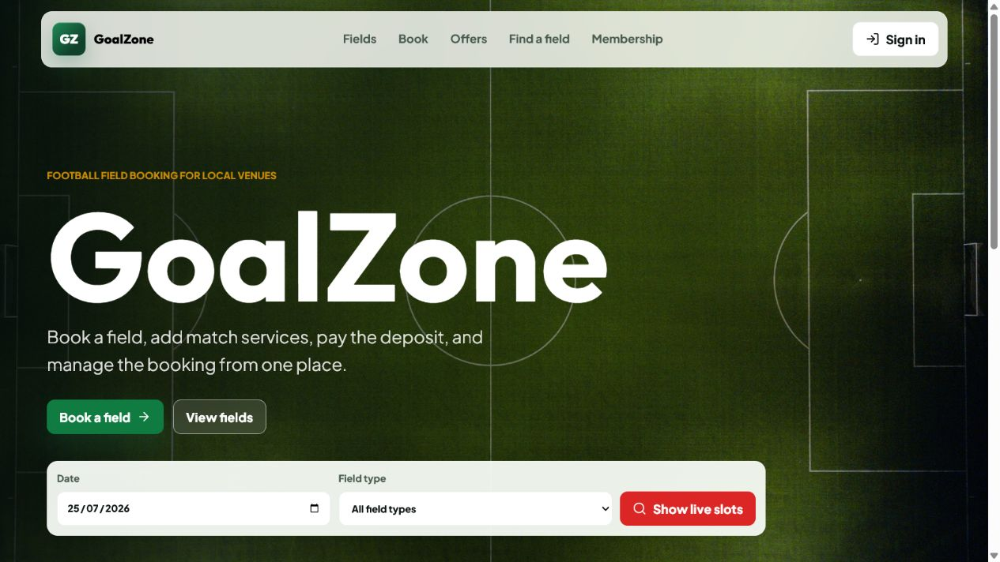 GZ GoalZone Fields Book Offers Find a field Membership Sign in
FOOTBALL FIELD BOOKING FOR LOCAL VENUES
GoalZone
Book a field, add match services, pay the deposit, and
manage the booking from one place.
Book a field View fields
Date Field type
25/07/2026 All field types Show live slots